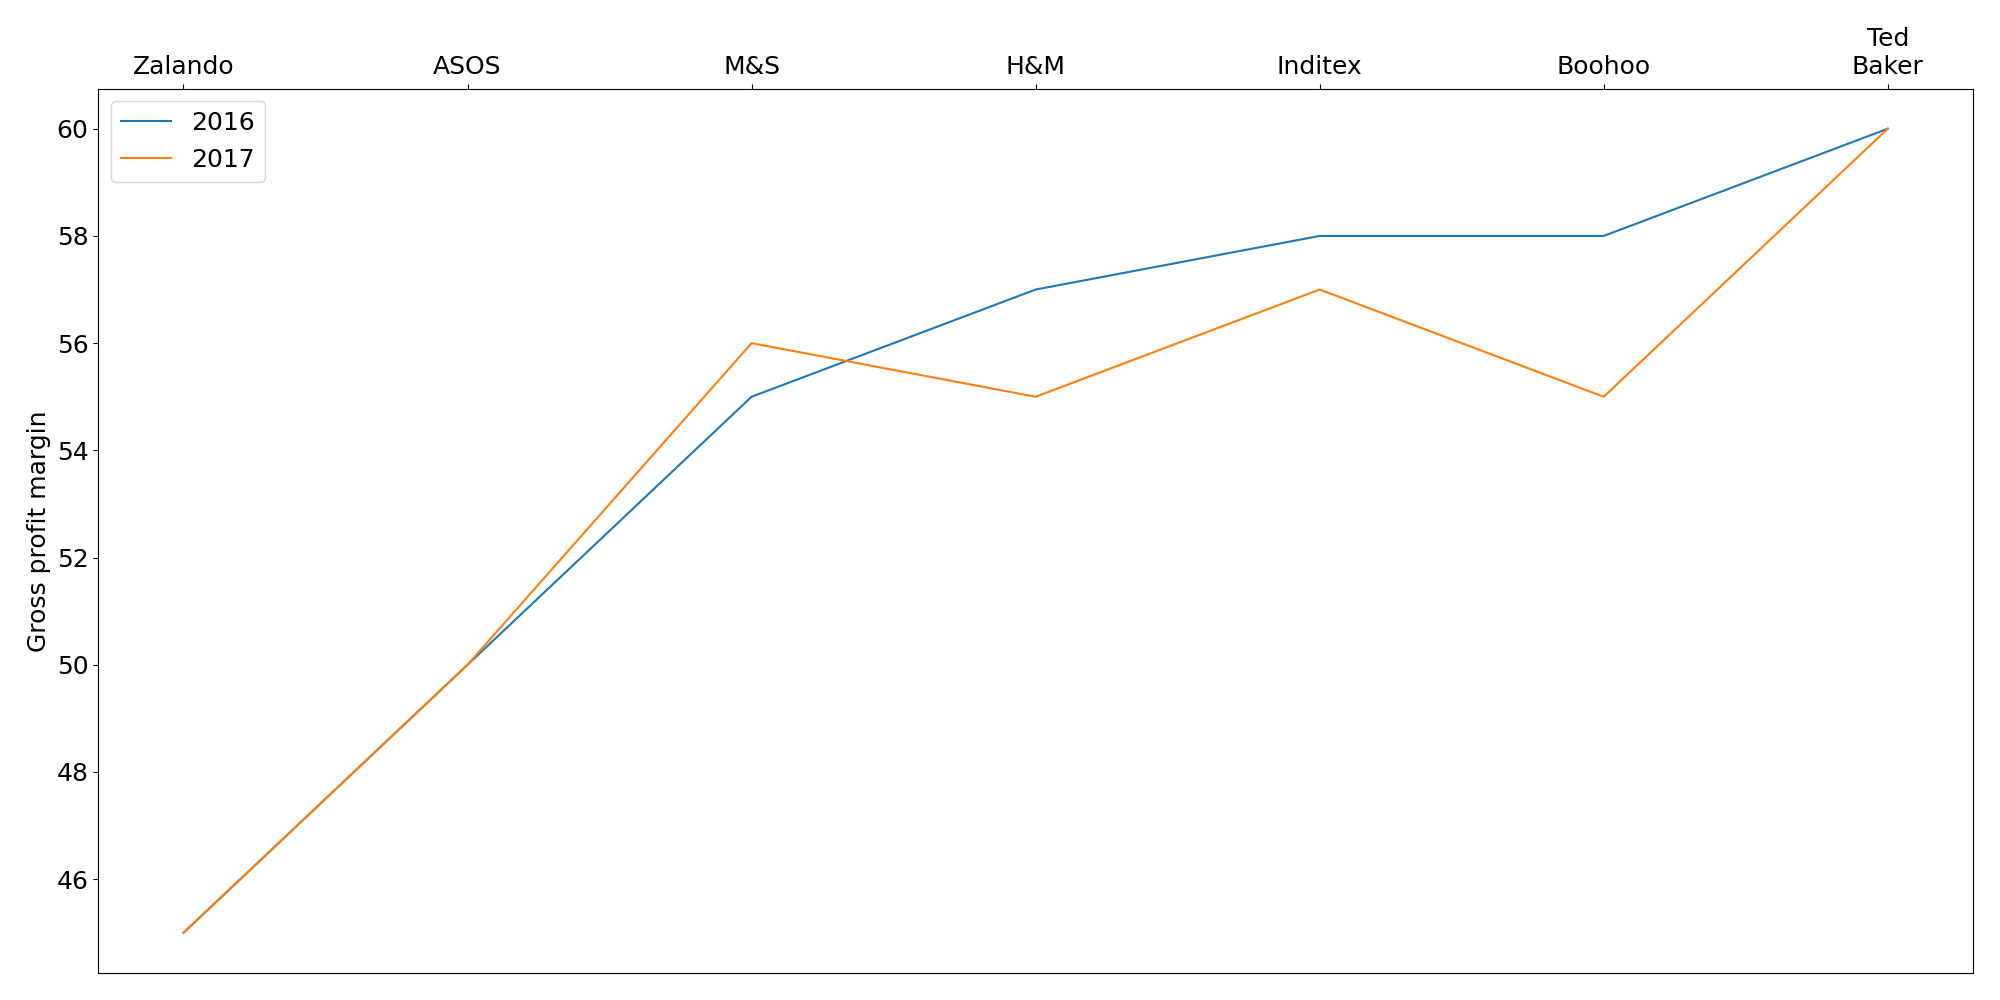 Zalando
ASOS
M&S
H&M
Inditex
Boohoo
Ted
Baker
2016
2017
60
58
56
54
52
50
48
46
Gross profit margin